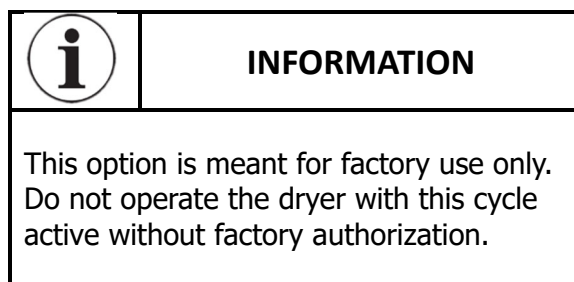 i
INFORMATION
This option is meant for factory use only.
Do not operate the dryer with this cycle
active without factory authorization.